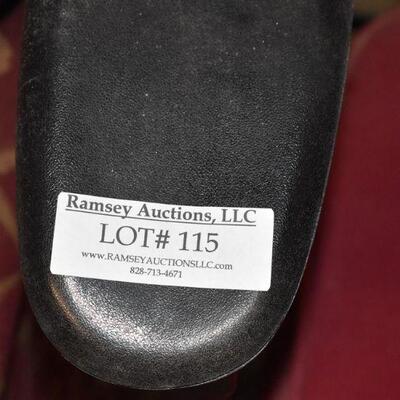 Ramsey Auctions, LLC
LOT# 115
www.RAMSEYAUCTIONSLLC.com
828-713-4671